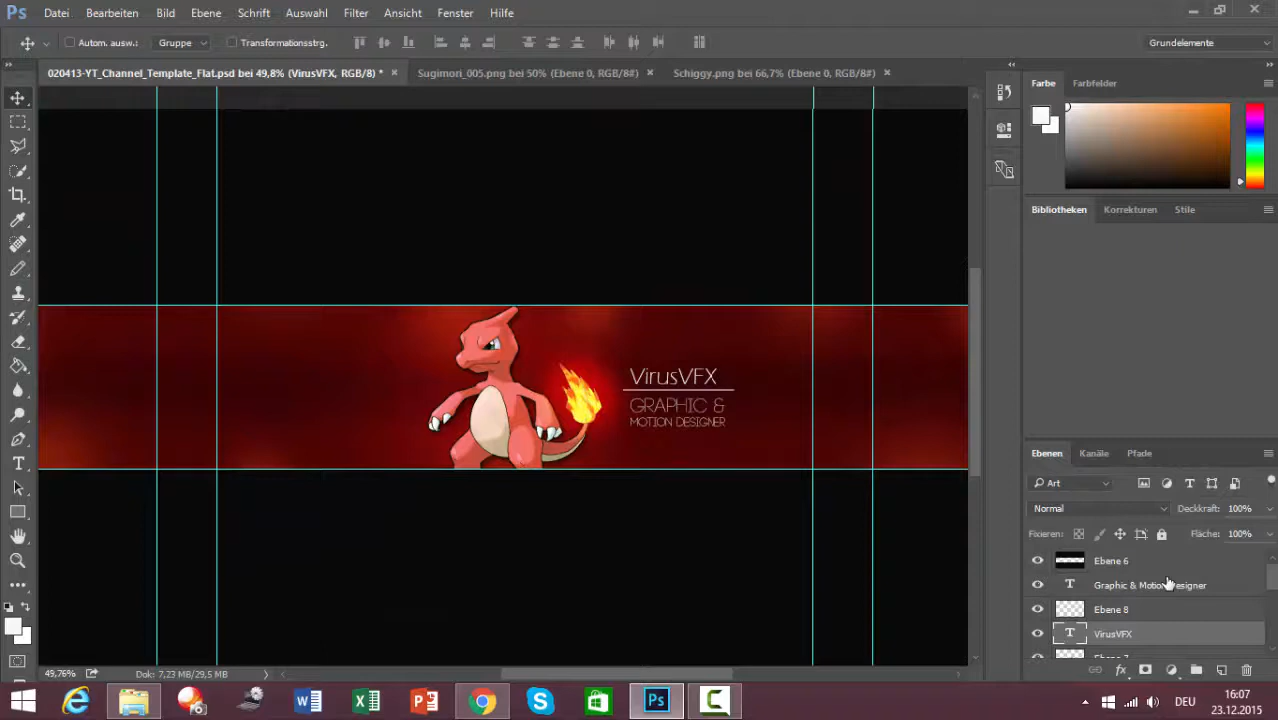 Ps Datei Bearbeiten Bild Ebene Schrift Auswahl Filter Ansicht Fenster Hilfe
Autom. ausw.: Gruppe Transformationsstrg. Grundelemente
020413-YT_Channel_Template_Flat.psd bei 49,8% (VirusVFX, RGB/8) * Sugimori_005.png bei 50% (Ebene 0, RGB/8#) Schiggy.png bei 66,7% (Ebene 0, RGB/8#)
Farbe Farbfelder
Bibliotheken Korrekturen Stile
VirusVFX
GRAPHIC &
MOTION DESIGNER
Ebenen Kanäle Pfade
Art
Normal Deckkraft: 100%
Fixieren: Fläche: 100%
Ebene 6
T Graphic & Motion Designer
Ebene 8
T VirusVFX
49,76% Dok: 7,23 MB/29,5 MB
DEU 16:07
23.12.2015